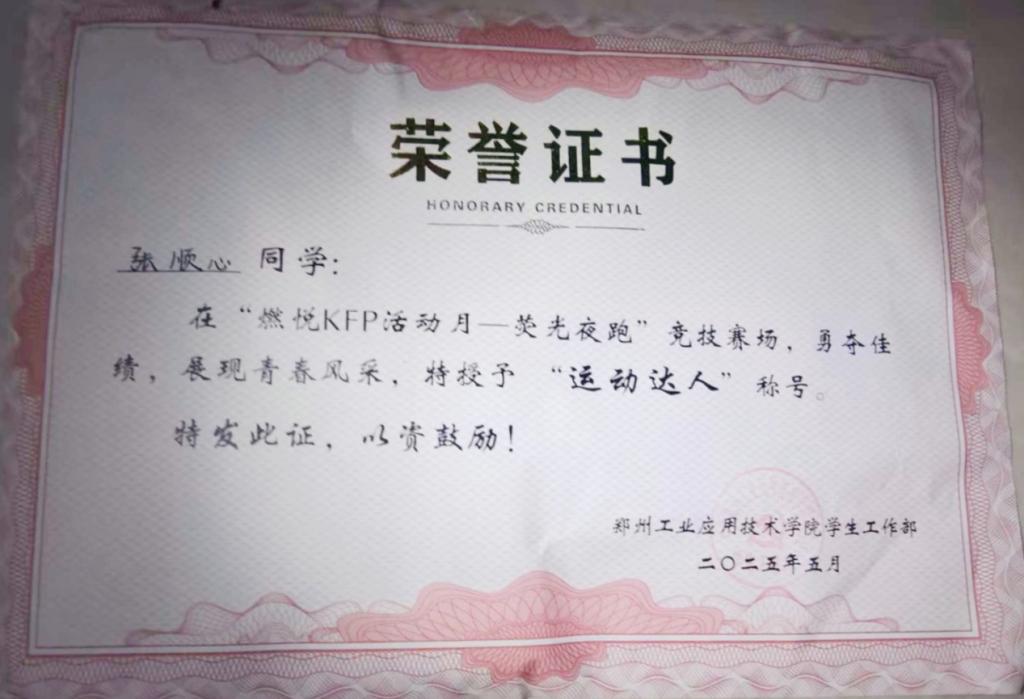 荣誉证书
HONORARY CREDENTIAL
张顺心 同学：
在“燃悦KFP活动月—荧光夜跑”竞技赛场，勇夺佳
绩，展现青春风采，特授予 “运动达人”称号。
特发此证，以资鼓励！
郑州工业应用技术学院学生工作部
二〇二五年五月